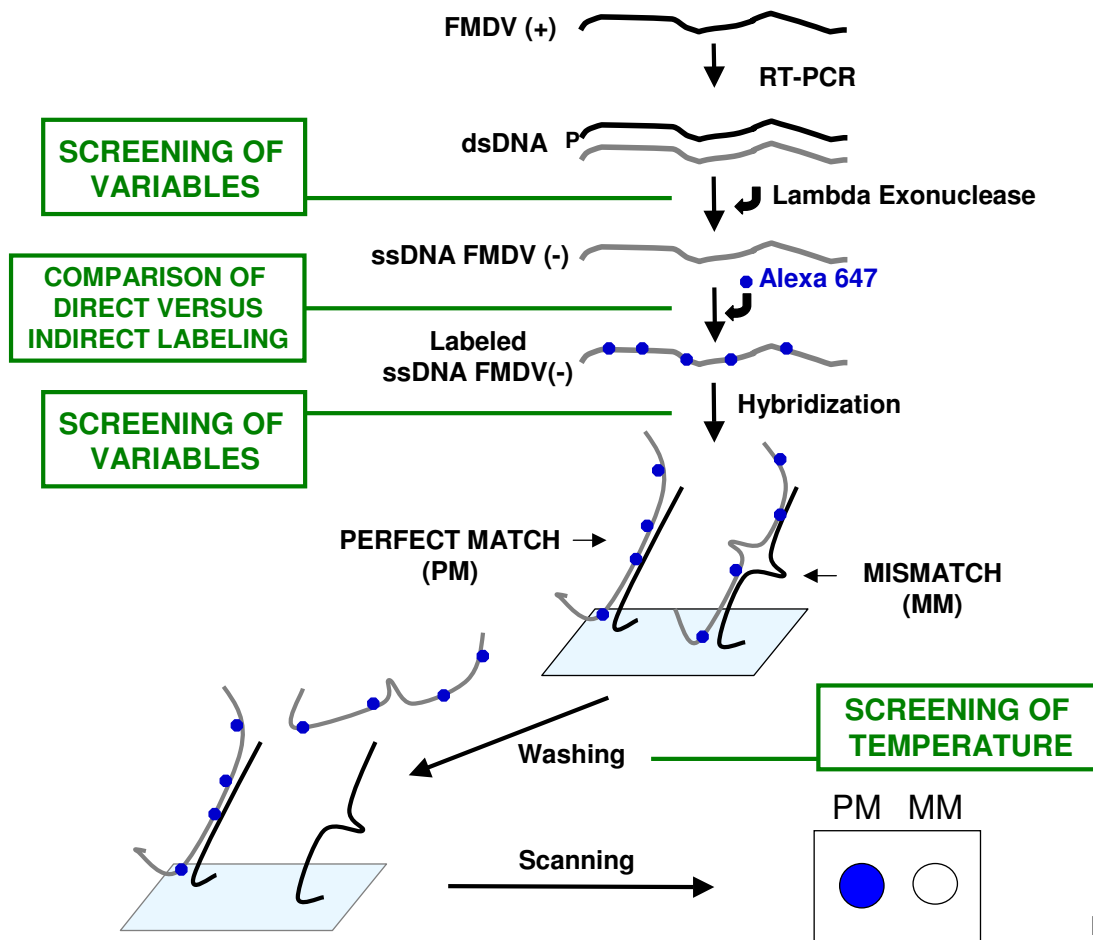 FMDV (+)
RT-PCR
dsDNA P
SCREENING OF
VARIABLES
Lambda Exonuclease
ssDNA FMDV (-)
Alexa 647
COMPARISON OF
DIRECT VERSUS
INDIRECT LABELING
Labeled
ssDNA FMDV(-)
SCREENING OF
VARIABLES
Hybridization
PERFECT MATCH
(PM)
MISMATCH
(MM)
SCREENING OF
TEMPERATURE
Washing
PM MM
Scanning